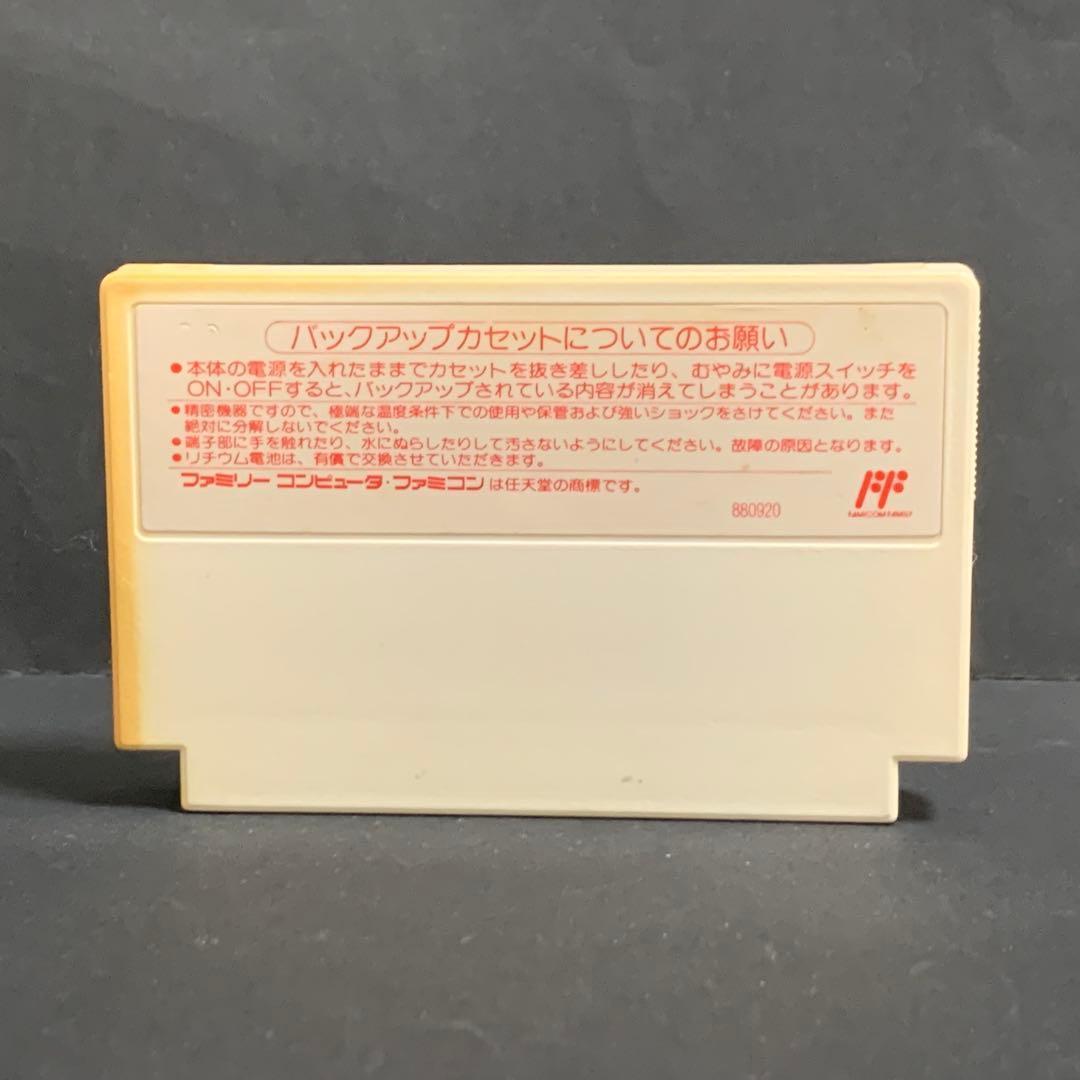 バックアップカセットについてのお願い
●本体の電源を入れたままでカセットを抜き差ししたり、むやみに電源スイッチを
ON・OFFすると、バックアップされている内容が消えてしまうことがあります。
●精密機器ですので、極端な温度条件下での使用や保管および強いショックをさけてください。また
絶対に分解しないでください。
●端子部に手を触れたり、水にぬらしたりして汚さないようにしてください。故障の原因となります。
●リチウム電池は、有償で交換させていただきます。
ファミリー コンピュータ・ファミコンは任天堂の商標です。
880920
FF
FAMICOM FAMILY